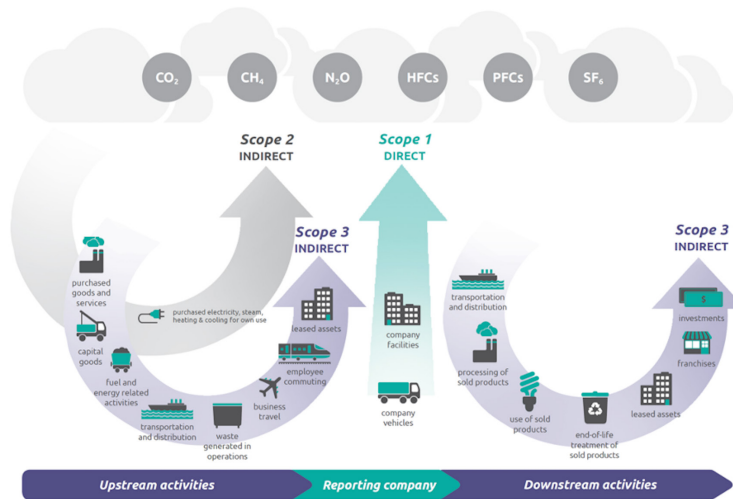 CO₂
CH₄
N₂O
HFCs
PFCs
SF₆
Scope 2
INDIRECT
Scope 1
DIRECT
Scope 3
INDIRECT
Scope 3
INDIRECT
purchased
goods and
services
capital
goods
fuel and
energy related
activities
transportation
and distribution
waste
generated in
operations
business
travel
employee
commuting
leased assets
purchased electricity, steam,
heating & cooling for own use
company
facilities
company
vehicles
transportation
and distribution
processing of
sold products
use of sold
products
end-of-life
treatment of
sold products
leased assets
franchises
$
investments
Upstream activities
Reporting company
Downstream activities